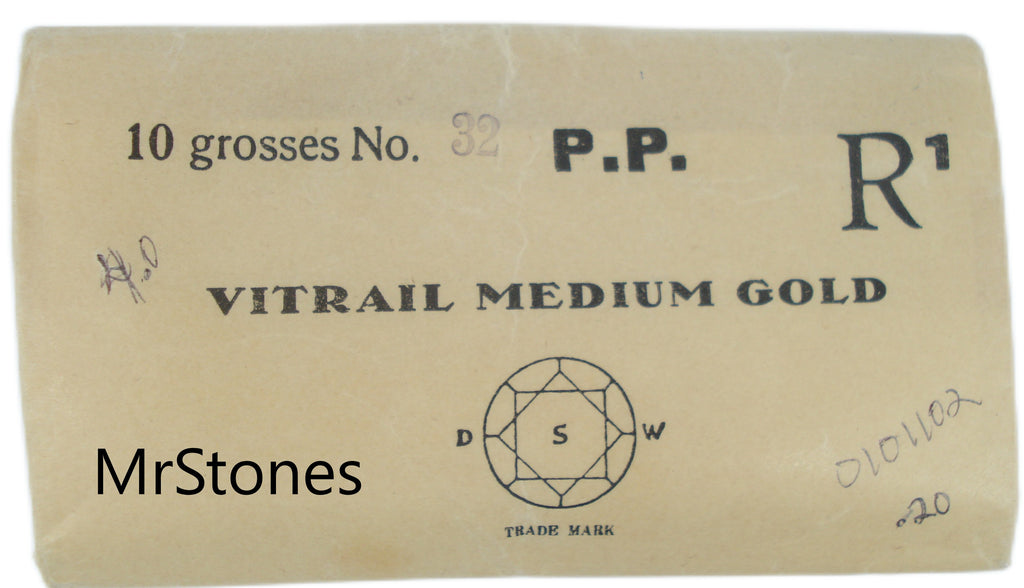 10 grosses No. 32 P.P. R1
VITRAIL MEDIUM GOLD
D S W
MrStones
0101102
.20
TRADE MARK